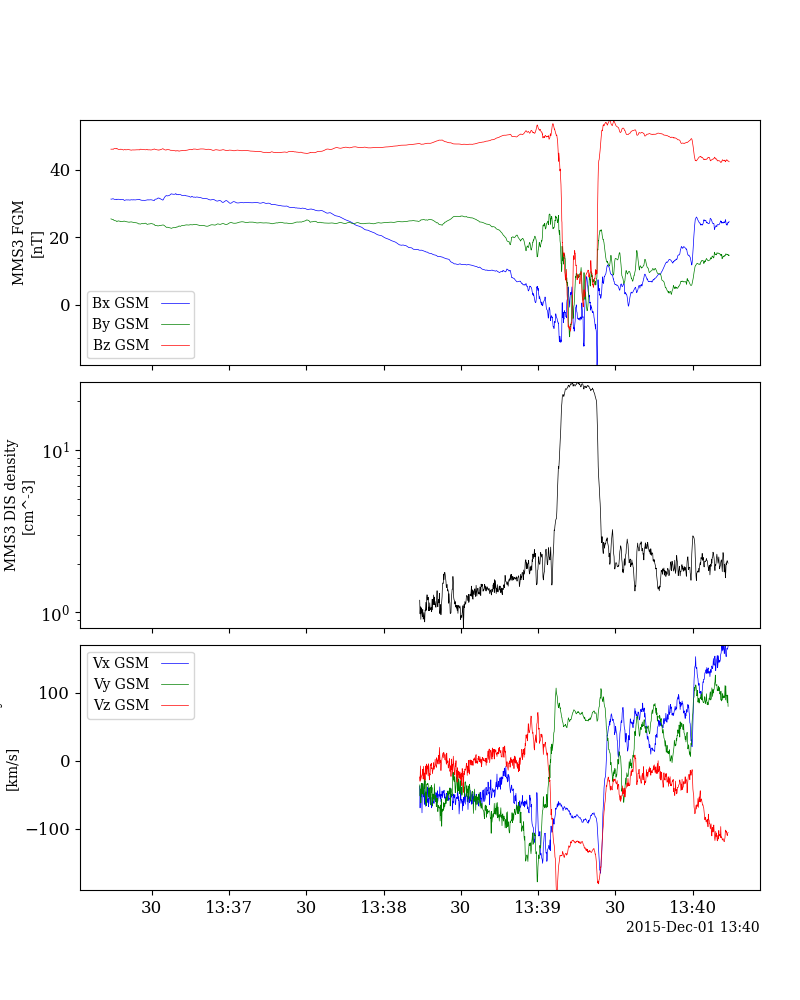 MMS3 FGM
[nT]
40
20
0
Bx GSM
By GSM
Bz GSM
MMS3 DIS density
[cm^-3]
10^1
10^0
Vx GSM
Vy GSM
Vz GSM
[km/s]
100
0
−100
30 13:37 30 13:38 30 13:39 30 13:40
2015-Dec-01 13:40